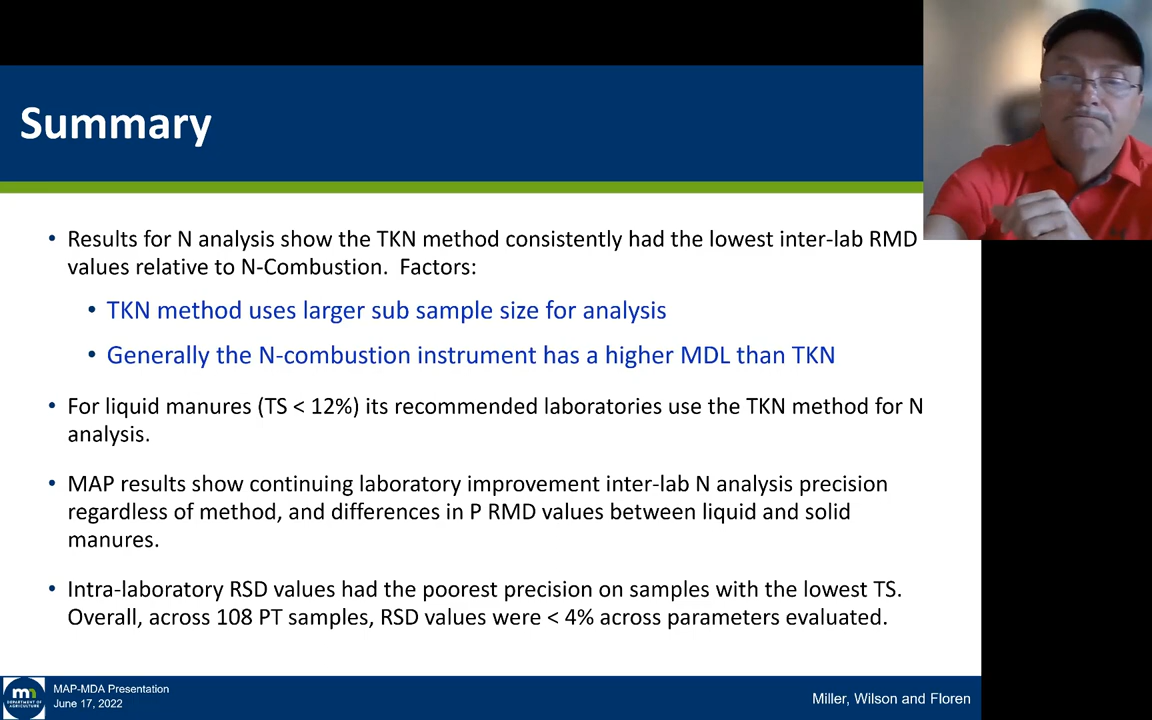 Summary
• Results for N analysis show the TKN method consistently had the lowest inter-lab RMD
values relative to N-Combustion.  Factors:
• TKN method uses larger sub sample size for analysis
• Generally the N-combustion instrument has a higher MDL than TKN
• For liquid manures (TS < 12%) its recommended laboratories use the TKN method for N
analysis.
• MAP results show continuing laboratory improvement inter-lab N analysis precision
regardless of method, and differences in P RMD values between liquid and solid
manures.
• Intra-laboratory RSD values had the poorest precision on samples with the lowest TS.
Overall, across 108 PT samples, RSD values were < 4% across parameters evaluated.
mn
DEPARTMENT OF
AGRICULTURE
MAP-MDA Presentation
June 17, 2022
Miller, Wilson and Floren